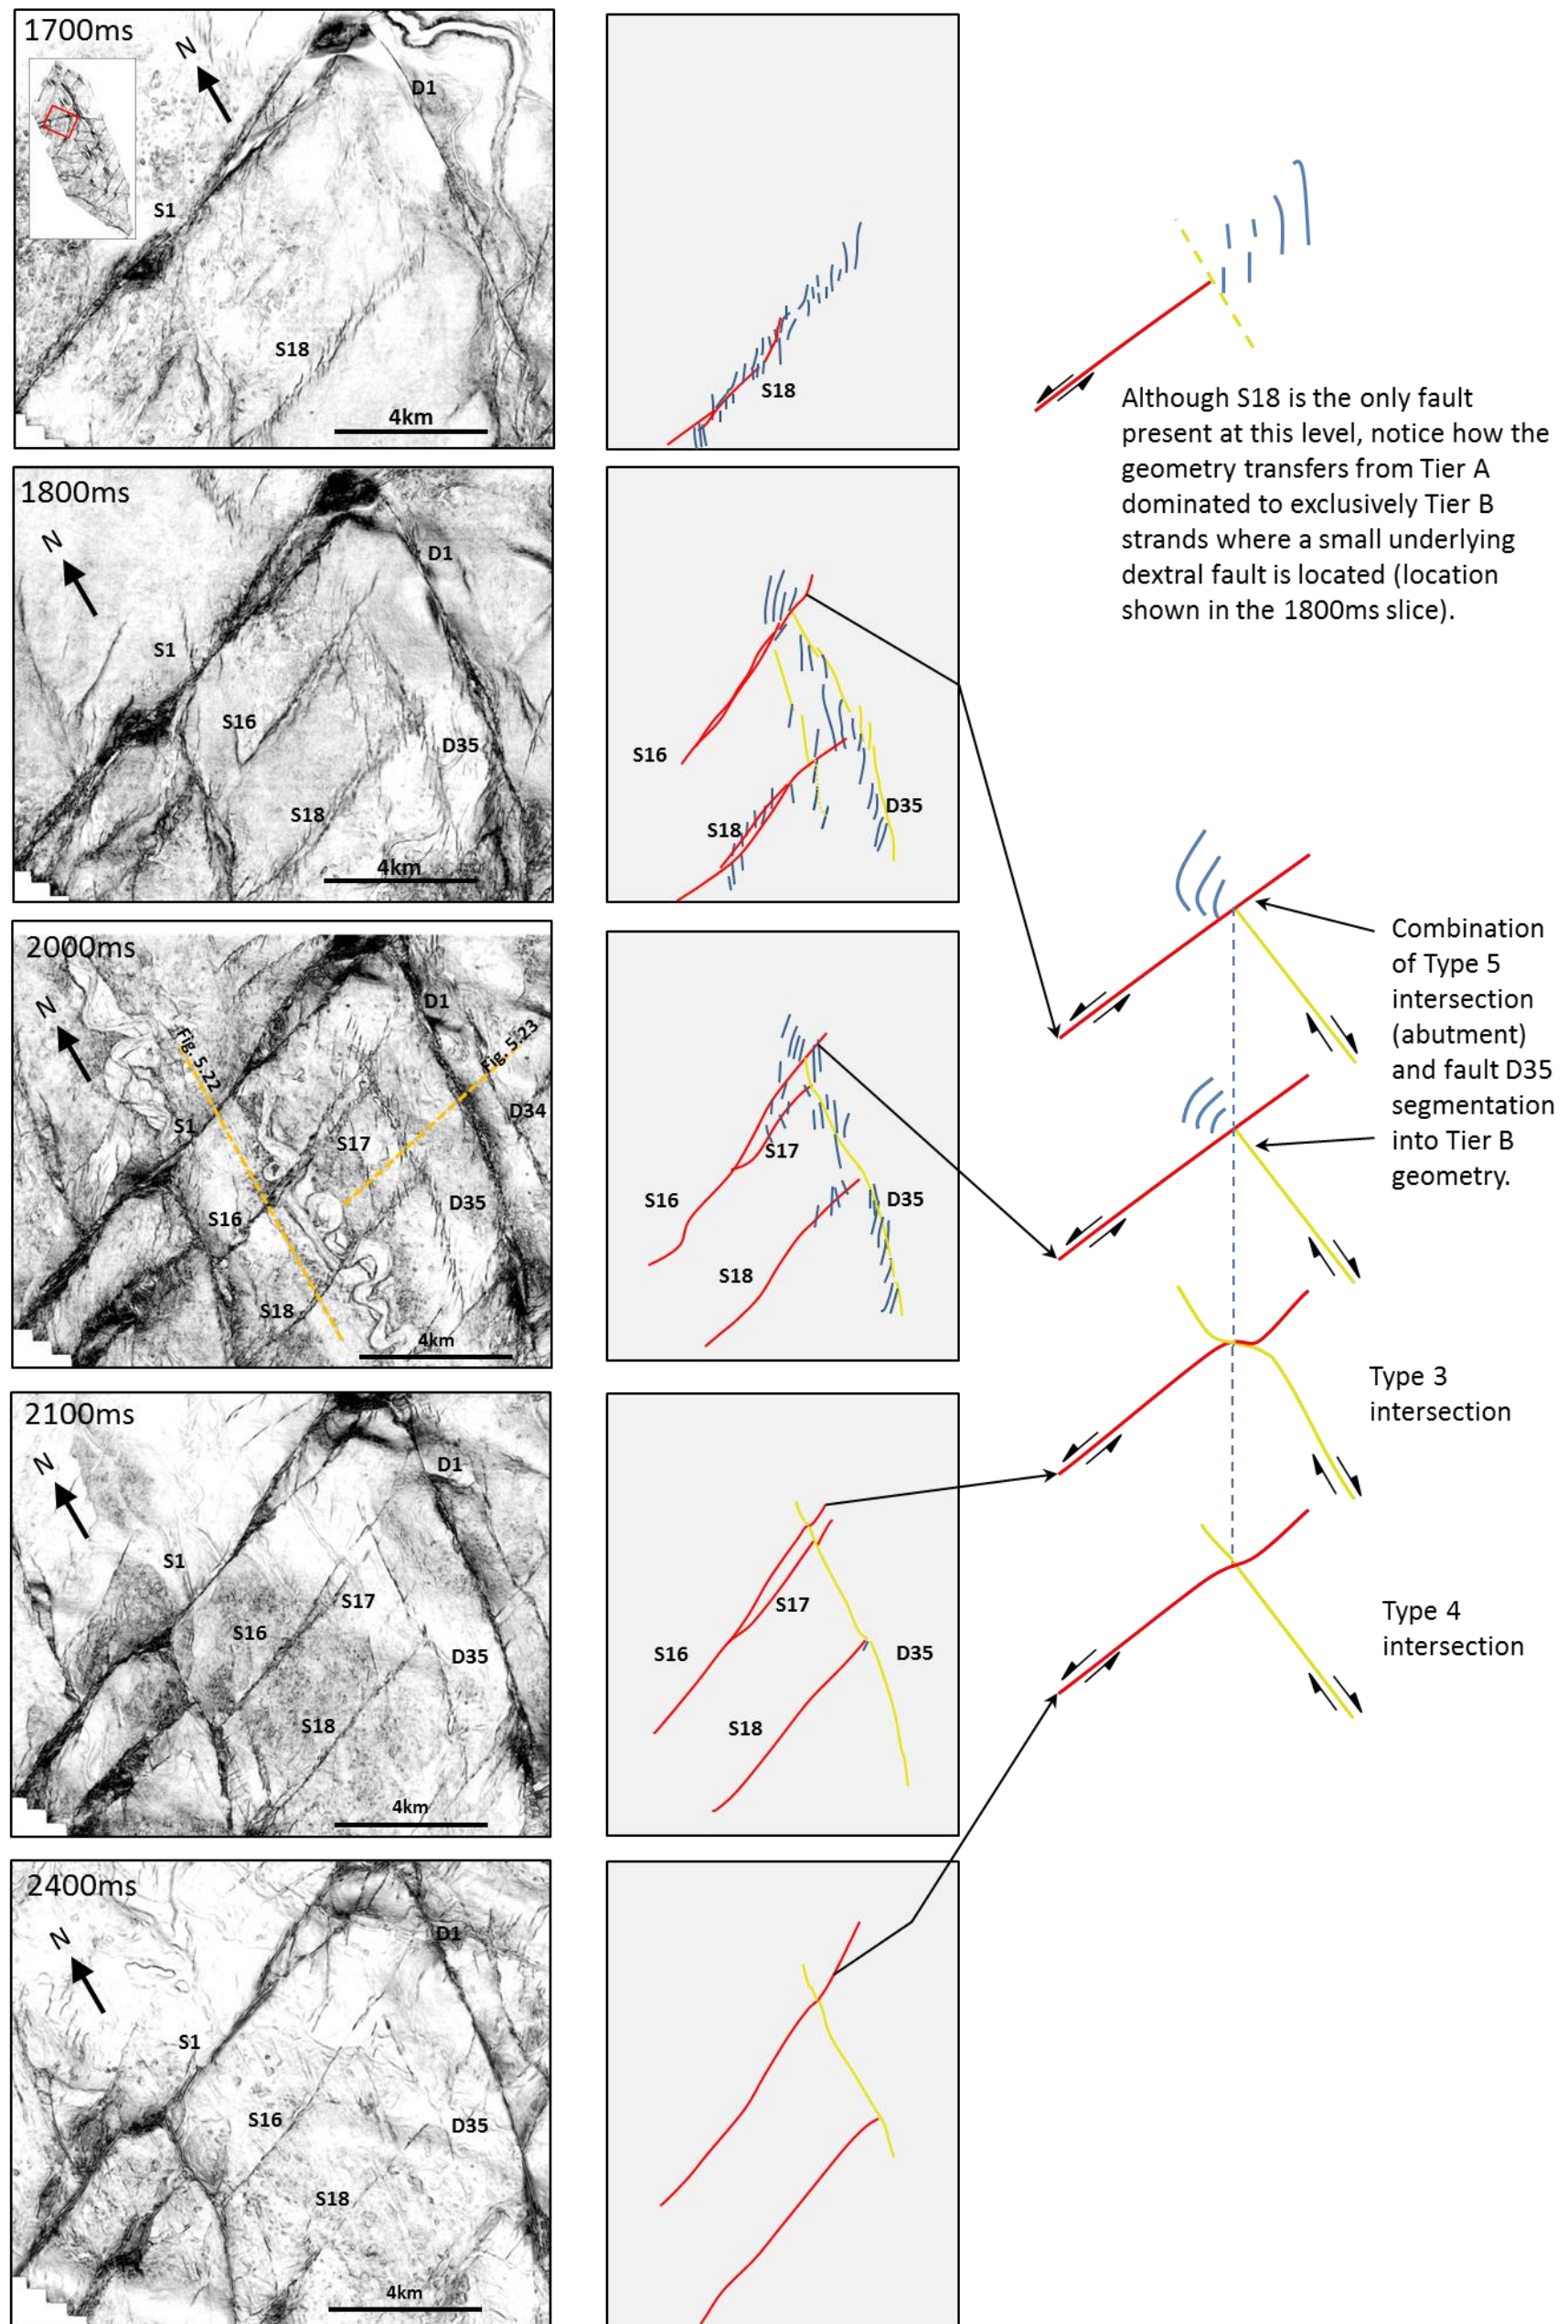 1700ms
N
D1
S1
S18
4km
S18
Although S18 is the only fault
present at this level, notice how the
geometry transfers from Tier A
dominated to exclusively Tier B
strands where a small underlying
dextral fault is located (location
shown in the 1800ms slice).
1800ms
N
D1
S1
S16
D35
S18
4km
S16
S18
D35
Combination
of Type 5
intersection
(abutment)
and fault D35
segmentation
into Tier B
geometry.
2000ms
N
D1
Fig. 5.22
Fig. 5.23
S1
D34
S17
D35
S16
S18
4km
S17
S16
D35
S18
Type 3
intersection
2100ms
N
D1
S1
S17
S16
D35
S18
4km
S17
S16
D35
S18
Type 4
intersection
2400ms
N
D1
S1
S16
D35
S18
4km